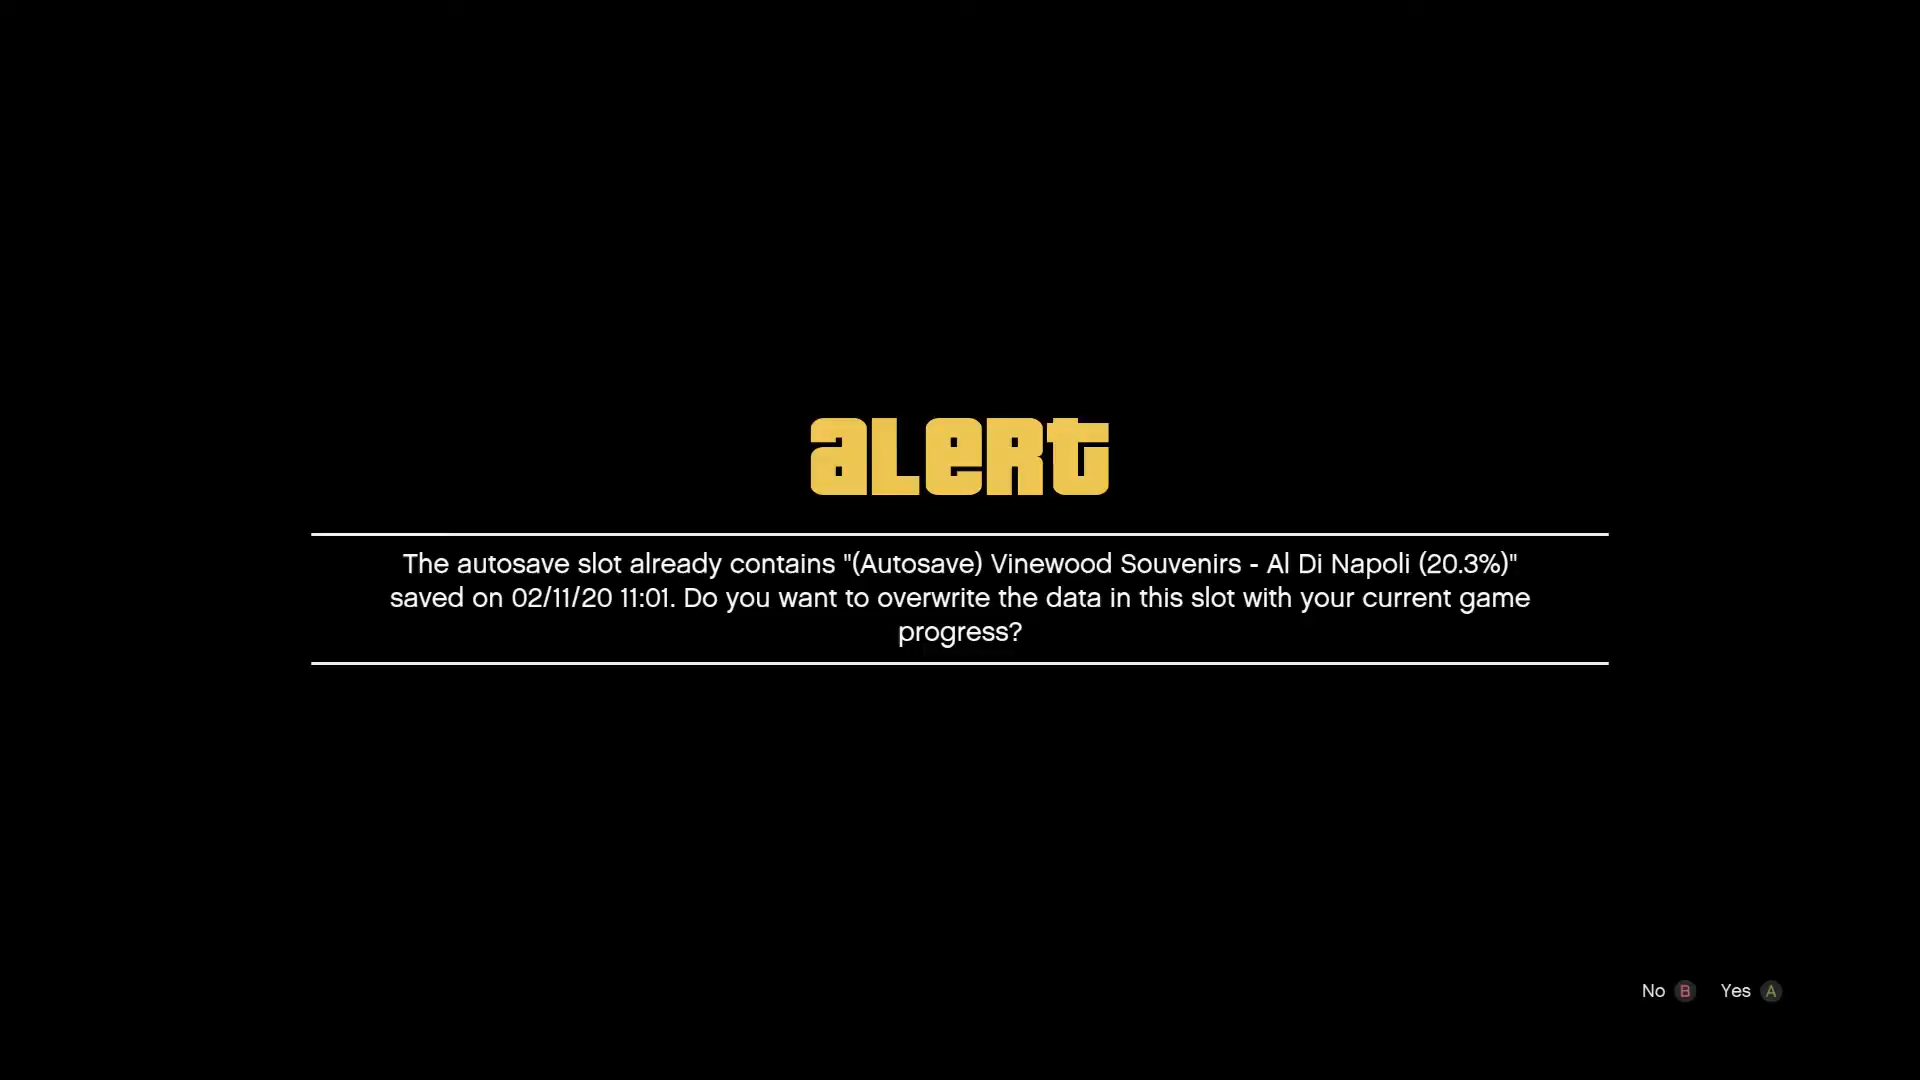 aLeRt
The autosave slot already contains "(Autosave) Vinewood Souvenirs - Al Di Napoli (20.3%)"
saved on 02/11/20 11:01. Do you want to overwrite the data in this slot with your current game
progress?
No B Yes A